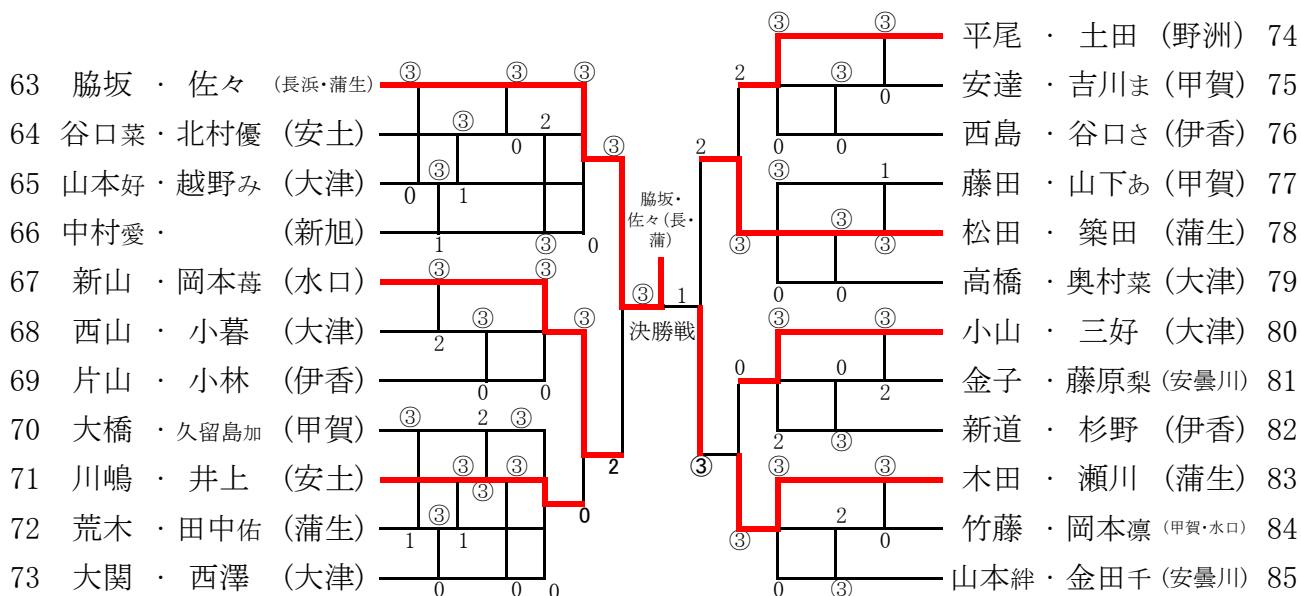 63 脇坂 ・ 佐々 (長浜・蒲生)
64 谷口菜 ・ 北村優 (安土)
65 山本好 ・ 越野み (大津)
66 中村愛 ・ (新旭)
67 新山 ・ 岡本苺 (水口)
68 西山 ・ 小暮 (大津)
69 片山 ・ 小林 (伊香)
70 大橋 ・ 久留島加 (甲賀)
71 川嶋 ・ 井上 (安土)
72 荒木 ・ 田中佑 (蒲生)
73 大関 ・ 西澤 (大津)
③ ③ ③
③ 2
0
③
0 1
1 ③ 0
③ ③
③
2
0 0
③ 2 ③
③ ③
③
③
1 1
0 0 0
③
③
2
0
脇坂・
佐々(長・
蒲)
③ 1
決勝戦
2
③
2
③
0
③
③ ③
③
0
0 0
③ 1
③
③
0 0
③ ③
0
2
2 ③
③ ③
2
0
0 ③
平尾 ・ 土田 (野洲) 74
安達 ・ 吉川ま (甲賀) 75
西島 ・ 谷口さ (伊香) 76
藤田 ・ 山下あ (甲賀) 77
松田 ・ 築田 (蒲生) 78
高橋 ・ 奥村菜 (大津) 79
小山 ・ 三好 (大津) 80
金子 ・ 藤原梨 (安曇川) 81
新道 ・ 杉野 (伊香) 82
木田 ・ 瀬川 (蒲生) 83
竹藤 ・ 岡本凛 (甲賀・水口) 84
山本絆 ・ 金田千 (安曇川) 85